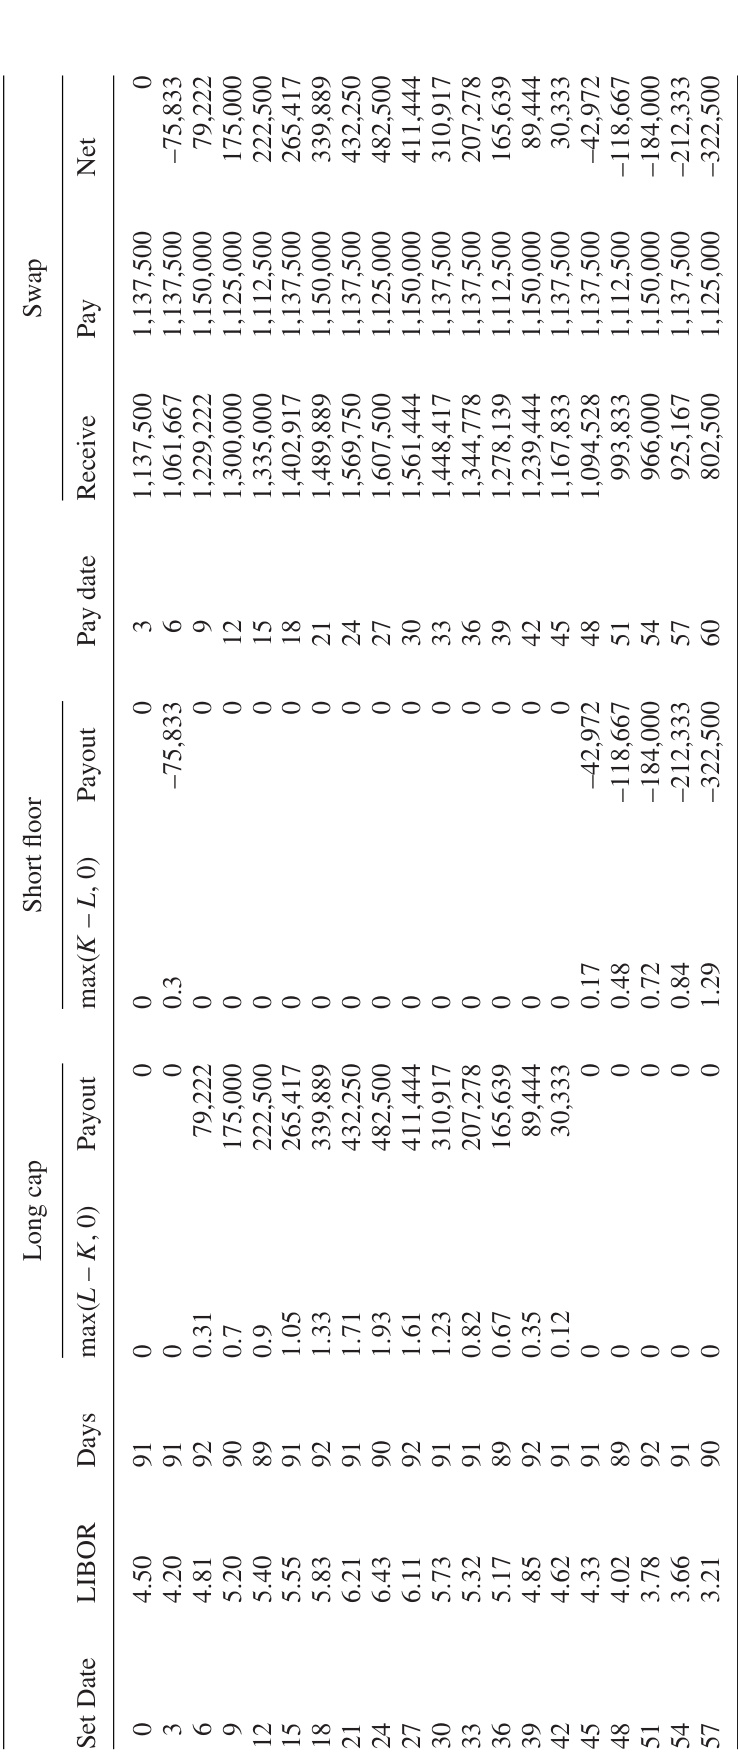 Long cap Short floor Swap
Set Date LIBOR Days max(L − K, 0) Payout max(K − L, 0) Payout Pay date Receive Pay Net
0 4.50 91 0 0 0 0 3 1,137,500 1,137,500 0
3 4.20 91 0 0 0.3 −75,833 6 1,061,667 1,137,500 −75,833
6 4.81 92 0.31 79,222 0 0 9 1,229,222 1,150,000 79,222
9 5.20 90 0.7 175,000 0 0 12 1,300,000 1,125,000 175,000
12 5.40 89 0.9 222,500 0 0 15 1,335,000 1,112,500 222,500
15 5.55 91 1.05 265,417 0 0 18 1,402,917 1,137,500 265,417
18 5.83 92 1.33 339,889 0 0 21 1,489,889 1,150,000 339,889
21 6.21 91 1.71 432,250 0 0 24 1,569,750 1,137,500 432,250
24 6.43 90 1.93 482,500 0 0 27 1,607,500 1,125,000 482,500
27 6.11 92 1.61 411,444 0 0 30 1,561,444 1,150,000 411,444
30 5.73 91 1.23 310,917 0 0 33 1,448,417 1,137,500 310,917
33 5.32 91 0.82 207,278 0 0 36 1,344,778 1,137,500 207,278
36 5.17 89 0.67 165,639 0 0 39 1,278,139 1,112,500 165,639
39 4.85 92 0.35 89,444 0 0 42 1,239,444 1,150,000 89,444
42 4.62 91 0.12 30,333 0 0 45 1,167,833 1,137,500 30,333
45 4.33 91 0 0 0.17 −42,972 48 1,094,528 1,137,500 −42,972
48 4.02 89 0 0 0.48 −118,667 51 993,833 1,112,500 −118,667
51 3.78 92 0 0 0.72 −184,000 54 966,000 1,150,000 −184,000
54 3.66 91 0 0 0.84 −212,333 57 925,167 1,137,500 −212,333
57 3.21 90 0 0 1.29 −322,500 60 802,500 1,125,000 −322,500